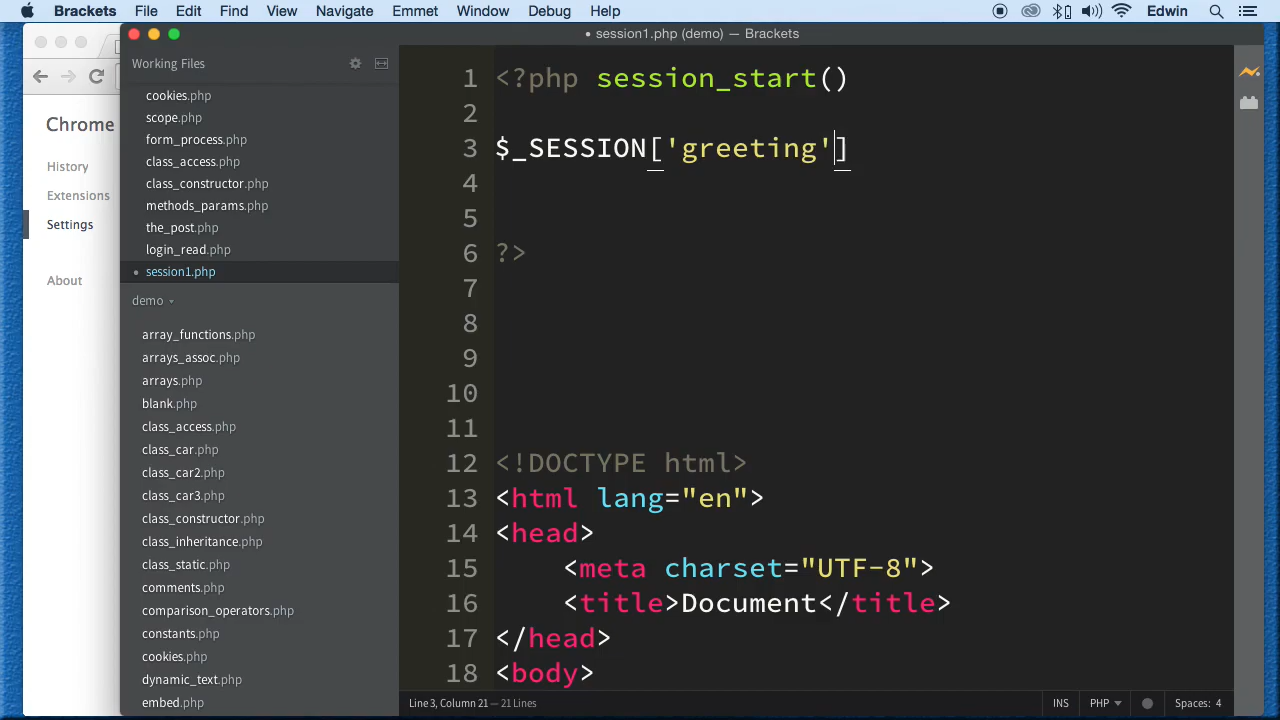 Brackets File Edit Find View Navigate Emmet Window Debug Help Edwin
session1.php (demo) — Brackets
Working Files
cookies.php
scope.php
form_process.php
class_access.php
class_constructor.php
methods_params.php
the_post.php
login_read.php
session1.php
demo
array_functions.php
arrays_assoc.php
arrays.php
blank.php
class_access.php
class_car.php
class_car2.php
class_car3.php
class_constructor.php
class_inheritance.php
class_static.php
comments.php
comparison_operators.php
constants.php
cookies.php
dynamic_text.php
embed.php
Chrome
History
Extensions
Settings
About
1 <?php session_start()
2
3 $_SESSION['greeting']
4
5
6 ?>
7
8
9
10
11
12 <!DOCTYPE html>
13 <html lang="en">
14 <head>
15 <meta charset="UTF-8">
16 <title>Document</title>
17 </head>
18 <body>
Line 3, Column 21 — 21 Lines INS PHP Spaces: 4